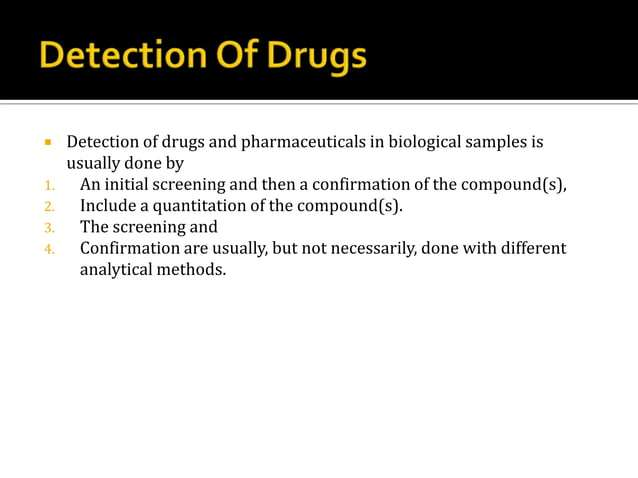 Detection Of Drugs
▪ Detection of drugs and pharmaceuticals in biological samples is
usually done by
1. An initial screening and then a confirmation of the compound(s),
2. Include a quantitation of the compound(s).
3. The screening and
4. Confirmation are usually, but not necessarily, done with different
analytical methods.